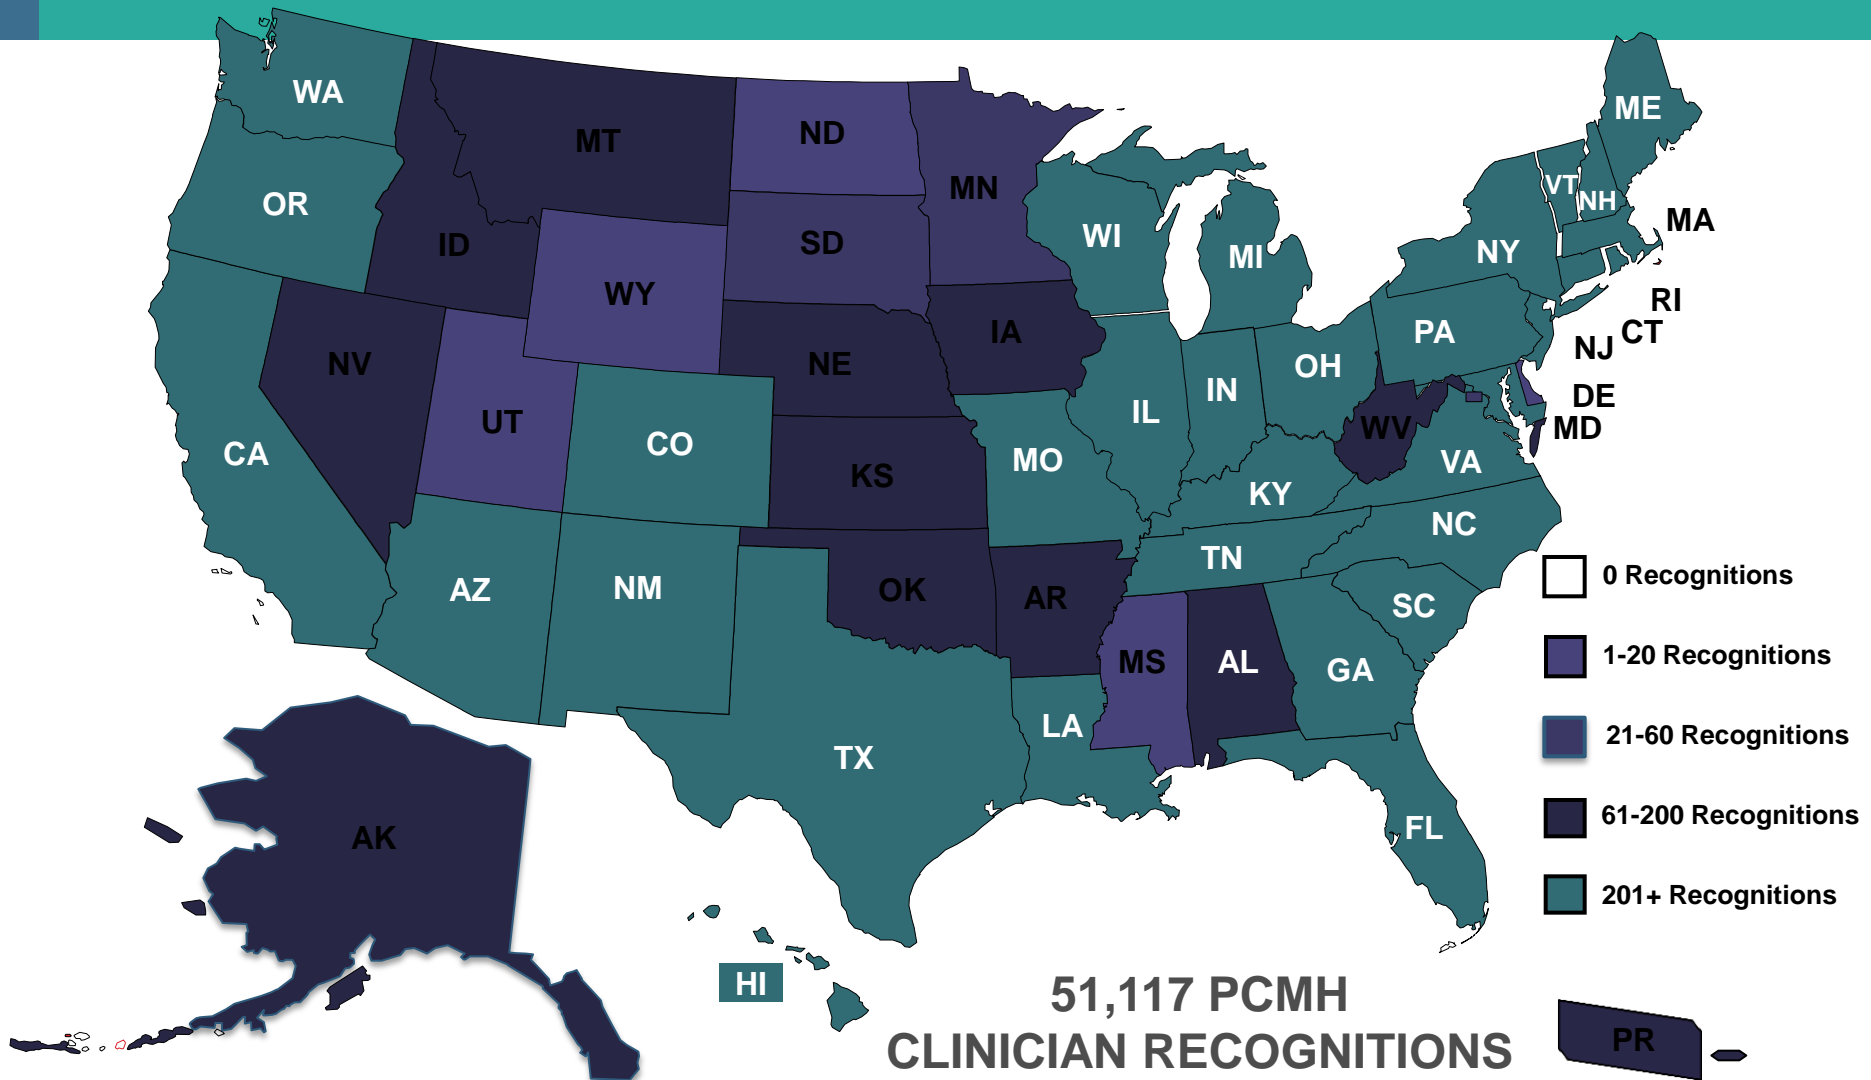 WA
MT
ND
MN
ME
OR
ID
SD
WI
MI
VT
NH
MA
NY
WY
RI
CT
NJ
PA
IA
NV
NE
OH
IN
DE
MD
UT
CO
IL
WV
CA
KS
MO
VA
KY
NC
TN
AZ
NM
OK
AR
SC
MS
AL
GA
LA
TX
FL
AK
HI
PR
0 Recognitions
1-20 Recognitions
21-60 Recognitions
61-200 Recognitions
201+ Recognitions
51,117 PCMH
CLINICIAN RECOGNITIONS